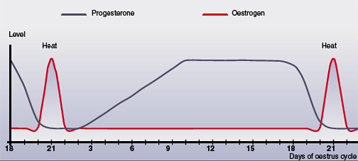 Progesterone Oestrogen
Level Heat Heat
18 21 3 6 9 12 15 18 21
Days of oestrus cycle